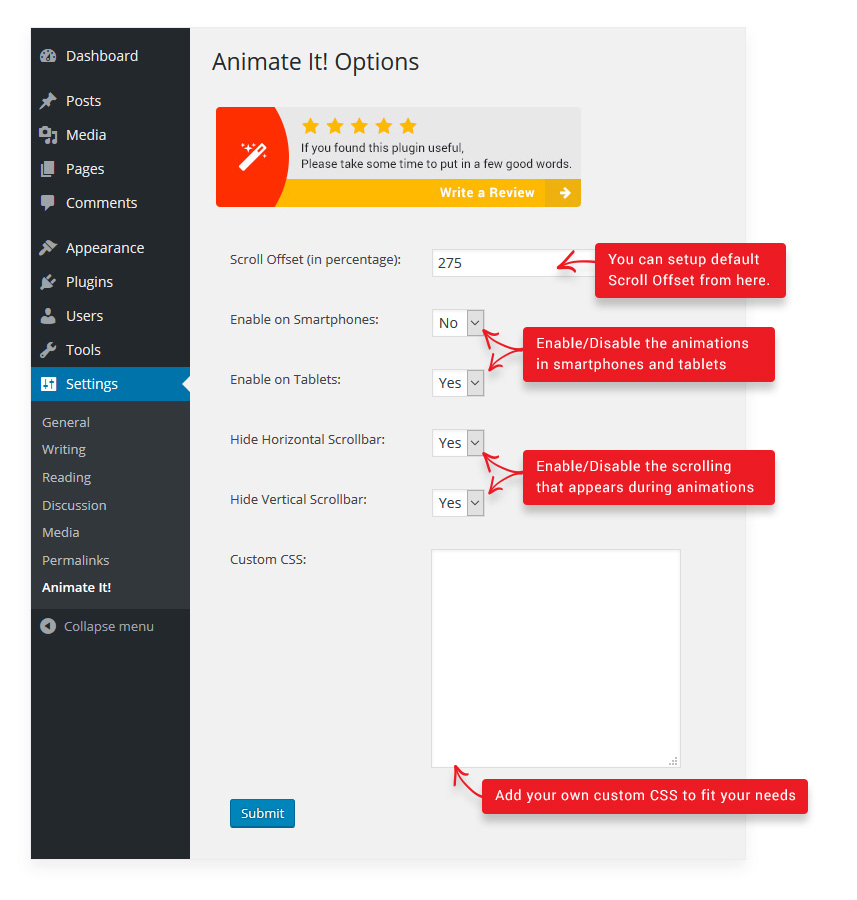 Dashboard
Posts
Media
Pages
Comments
Appearance
Plugins
Users
Tools
Settings
General
Writing
Reading
Discussion
Media
Permalinks
Animate It!
Collapse menu
Animate It! Options
If you found this plugin useful,
Please take some time to put in a few good words.
Write a Review
Scroll Offset (in percentage):
275
You can setup default
Scroll Offset from here.
Enable on Smartphones:
No
Enable/Disable the animations
in smartphones and tablets
Enable on Tablets:
Yes
Hide Horizontal Scrollbar:
Yes
Enable/Disable the scrolling
that appears during animations
Hide Vertical Scrollbar:
Yes
Custom CSS:
Add your own custom CSS to fit your needs
Submit